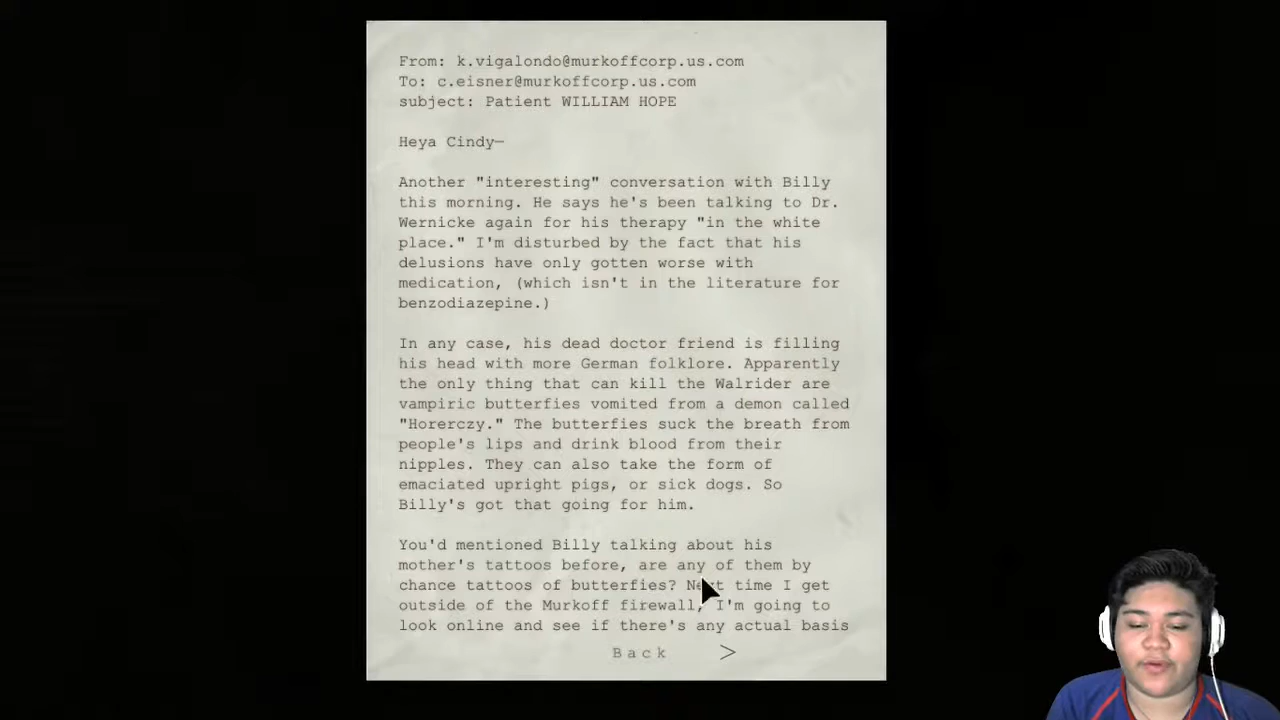 From: k.vigalondo@murkoffcorp.us.com
To: c.eisner@murkoffcorp.us.com
subject: Patient WILLIAM HOPE
Heya Cindy—
Another "interesting" conversation with Billy
this morning. He says he's been talking to Dr.
Wernicke again for his therapy "in the white
place." I'm disturbed by the fact that his
delusions have only gotten worse with
medication, (which isn't in the literature for
benzodiazepine.)
In any case, his dead doctor friend is filling
his head with more German folklore. Apparently
the only thing that can kill the Walrider are
vampiric butterfies vomited from a demon called
"Horerczy." The butterfies suck the breath from
people's lips and drink blood from their
nipples. They can also take the form of
emaciated upright pigs, or sick dogs. So
Billy's got that going for him.
You'd mentioned Billy talking about his
mother's tattoos before, are any of them by
chance tattoos of butterfies? Next time I get
outside of the Murkoff firewall, I'm going to
look online and see if there's any actual basis
Back >